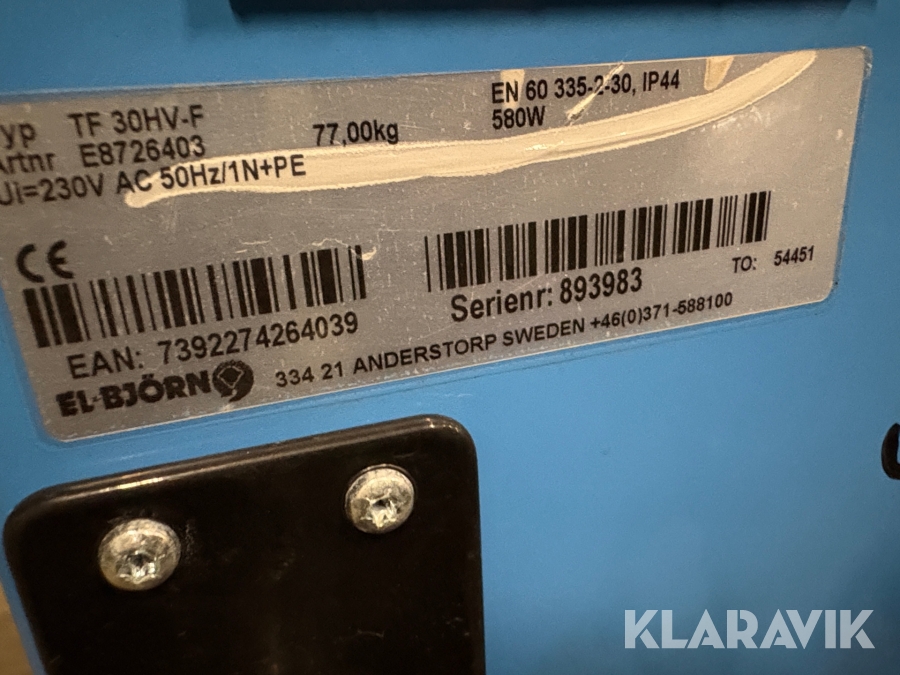 yp TF 30HV-F 77,00kg EN 60 335-2-30, IP44
Artnr E8726403 580W
Ui=230V AC 50Hz/1N+PE
CE
EAN: 7392274264039
Serienr: 893983 TO: 54451
EL-BJÖRN 334 21 ANDERSTORP SWEDEN +46(0)371-588100
KLARAVIK